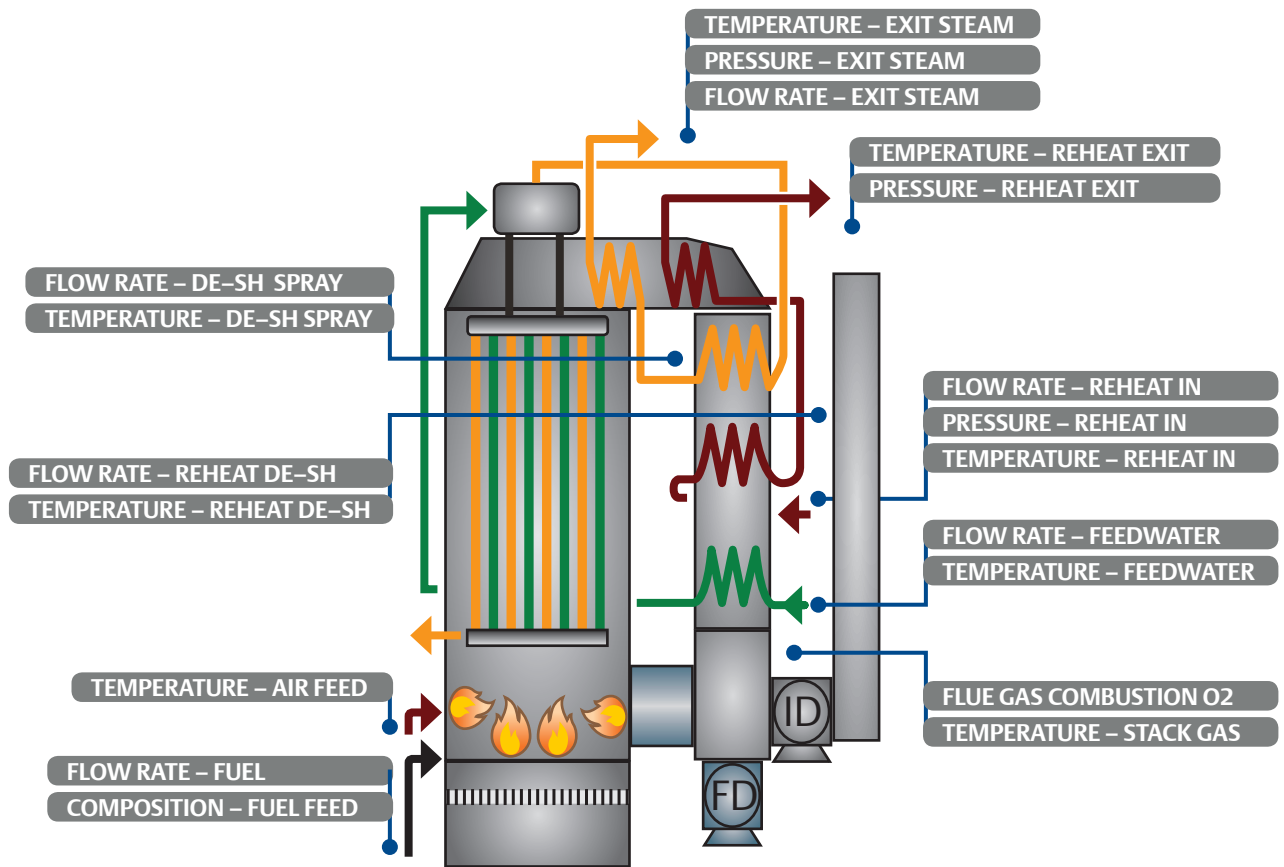 TEMPERATURE – EXIT STEAM
PRESSURE – EXIT STEAM
FLOW RATE – EXIT STEAM
TEMPERATURE – REHEAT EXIT
PRESSURE – REHEAT EXIT
FLOW RATE – DE–SH SPRAY
TEMPERATURE – DE–SH SPRAY
FLOW RATE – REHEAT IN
PRESSURE – REHEAT IN
TEMPERATURE – REHEAT IN
FLOW RATE – REHEAT DE–SH
TEMPERATURE – REHEAT DE–SH
FLOW RATE – FEEDWATER
TEMPERATURE – FEEDWATER
TEMPERATURE – AIR FEED
FLUE GAS COMBUSTION O2
TEMPERATURE – STACK GAS
ID
FLOW RATE – FUEL
COMPOSITION – FUEL FEED
FD